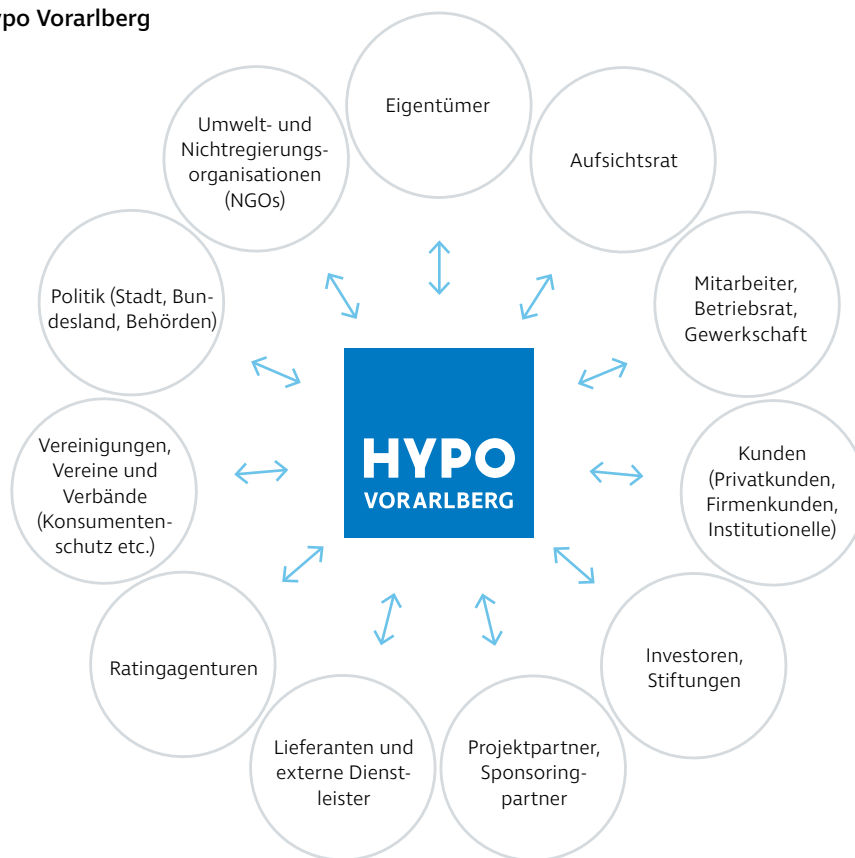 ypo Vorarlberg
Eigentümer
Aufsichtsrat
Mitarbeiter,
Betriebsrat,
Gewerkschaft
Kunden
(Privatkunden,
Firmenkunden,
Institutionelle)
Investoren,
Stiftungen
Projektpartner,
Sponsoring-
partner
Lieferanten und
externe Dienst-
leister
Ratingagenturen
Vereinigungen,
Vereine und
Verbände
(Konsumenten-
schutz etc.)
Politik (Stadt, Bun-
desland, Behörden)
Umwelt- und
Nichtregierungs-
organisationen
(NGOs)
HYPO
VORARLBERG